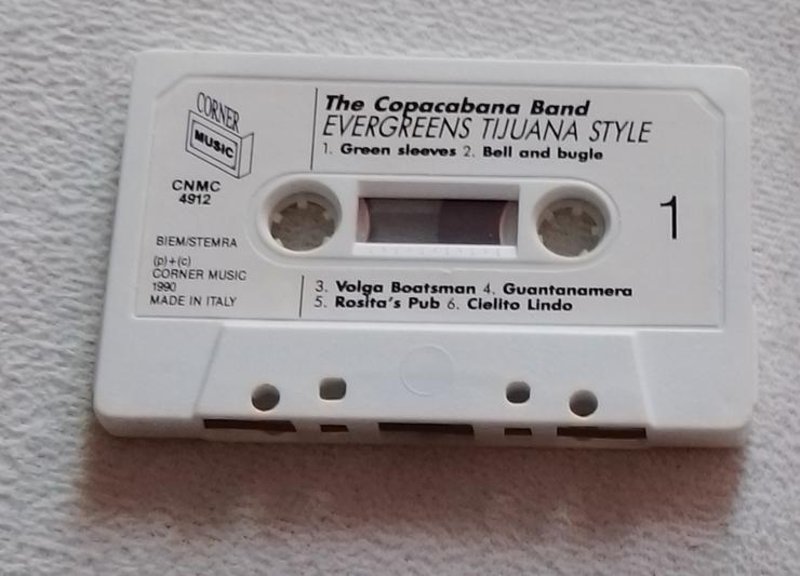 CORNER
MUSIC
The Copacabana Band
EVERGREENS TIJUANA STYLE
1. Green sleeves 2. Bell and bugle
CNMC
4912
1
BIEM/STEMRA
(p)+(c)
CORNER MUSIC
1990
MADE IN ITALY
3. Volga Boatsman 4. Guantanamera
5. Rosita's Pub 6. Cielito Lindo